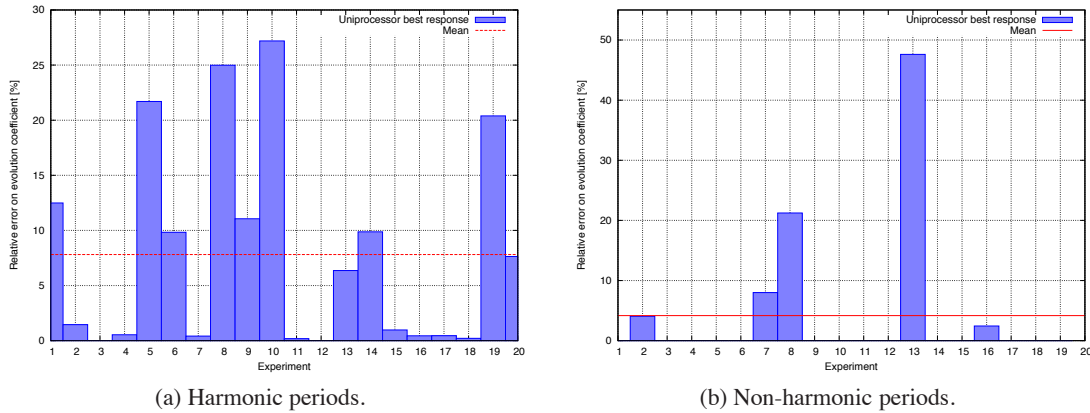 Uniprocessor best response
Mean
Relative error on evolution coefficient [%]
30
25
20
15
10
5
0
1 2 3 4 5 6 7 8 9 10 11 12 13 14 15 16 17 18 19 20
Experiment
(a) Harmonic periods.
Uniprocessor best response
Mean
Relative error on evolution coefficient [%]
50
40
30
20
10
0
1 2 3 4 5 6 7 8 9 10 11 12 13 14 15 16 17 18 19 20
Experiment
(b) Non-harmonic periods.